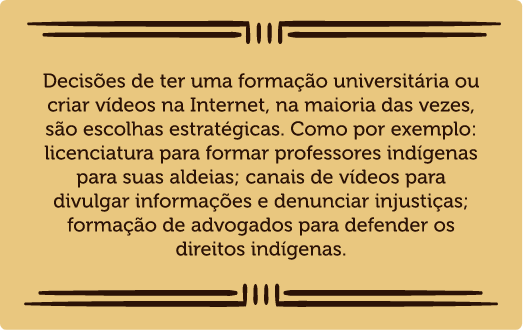 Decisões de ter uma formação universitária ou
criar vídeos na Internet, na maioria das vezes,
são escolhas estratégicas. Como por exemplo:
licenciatura para formar professores indígenas
para suas aldeias; canais de vídeos para
divulgar informações e denunciar injustiças;
formação de advogados para defender os
direitos indígenas.